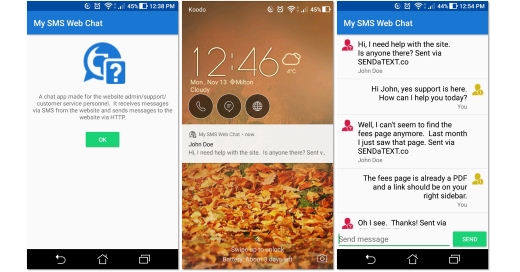 45% 12:38 PM
My SMS Web Chat
?
A chat app made for the website admin/support/
customer service personnel. It receives messages
via SMS from the website and sends messages to the
website via HTTP.
OK
Koodo
45%
12:46
4°C
Mon, Nov 13 Milton
Cloudy
My SMS Web Chat • now
John Doe
Hi, I need help with the site. Is anyone there? Sent v..
Swipe up to unlock
Battery: About 3 days left
44% 12:54 PM
My SMS Web Chat
Hi, I need help with the site.
Is anyone there? Sent via
SENDaTEXT.co
John Doe
Hi John, yes support is here.
How can I help you today?
You
Well, I can't seem to find the
fees page anymore. Last month
I just saw that page. Sent via
SENDaTEXT.co
John Doe
The fees page is already a PDF
and a link should be on your
right sidebar.
You
Oh I see. Thanks! Sent via
Send message
SEND